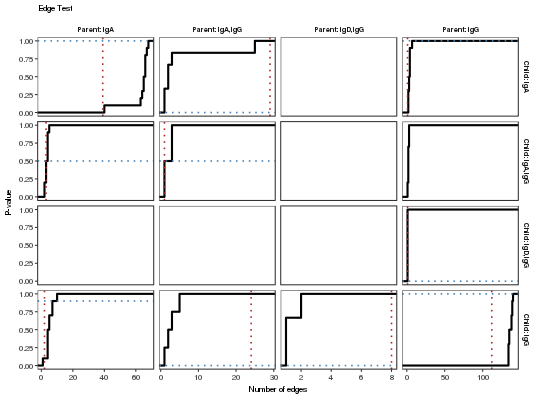 Edge Test
Parent: IgA
Parent: IgA,IgG
Parent: IgD,IgG
Parent: IgG
1.00
0.75
0.50
0.25
0.00
Child: IgA
1.00
0.75
0.50
0.25
0.00
Child: IgA,IgG
P-value
1.00
0.75
0.50
0.25
0.00
Child: IgD,IgG
1.00
0.75
0.50
0.25
0.00
Child: IgG
0 20 40 60
0 10 20 30
0 2 4 6 8
0 50 100
Number of edges